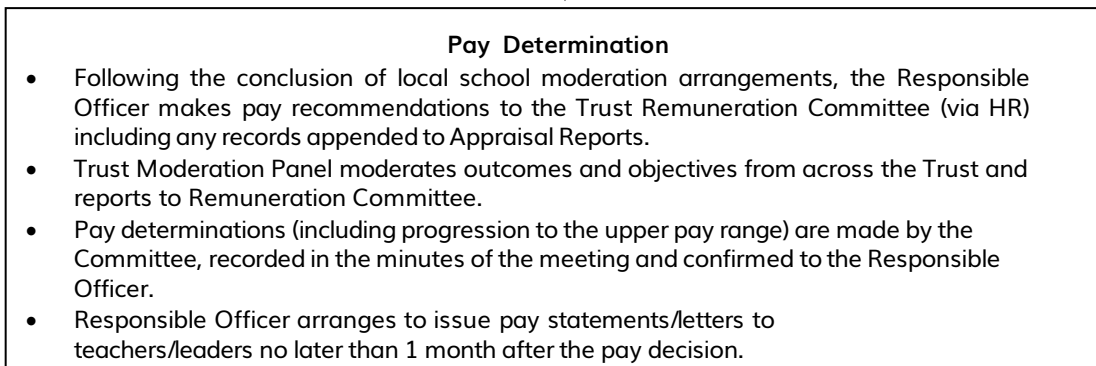 Pay Determination
• Following the conclusion of local school moderation arrangements, the Responsible
Officer makes pay recommendations to the Trust Remuneration Committee (via HR)
including any records appended to Appraisal Reports.
• Trust Moderation Panel moderates outcomes and objectives from across the Trust and
reports to Remuneration Committee.
• Pay determinations (including progression to the upper pay range) are made by the
Committee, recorded in the minutes of the meeting and confirmed to the Responsible
Officer.
• Responsible Officer arranges to issue pay statements/letters to
teachers/leaders no later than 1 month after the pay decision.